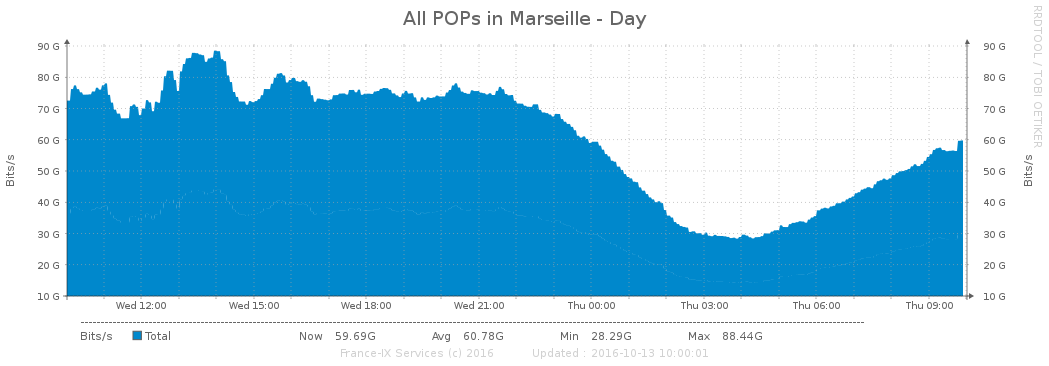 All POPs in Marseille - Day
RRDTOOL / TOBI OETIKER
90 G 90 G
80 G 80 G
70 G 70 G
60 G 60 G
50 G 50 G
40 G 40 G
30 G 30 G
20 G 20 G
10 G 10 G
Bits/s
Bits/s
Wed 12:00 Wed 15:00 Wed 18:00 Wed 21:00 Thu 00:00 Thu 03:00 Thu 06:00 Thu 09:00
Bits/s Total Now 59.69G Avg 60.78G Min 28.29G Max 88.44G
France-IX Services (c) 2016 Updated : 2016-10-13 10:00:01